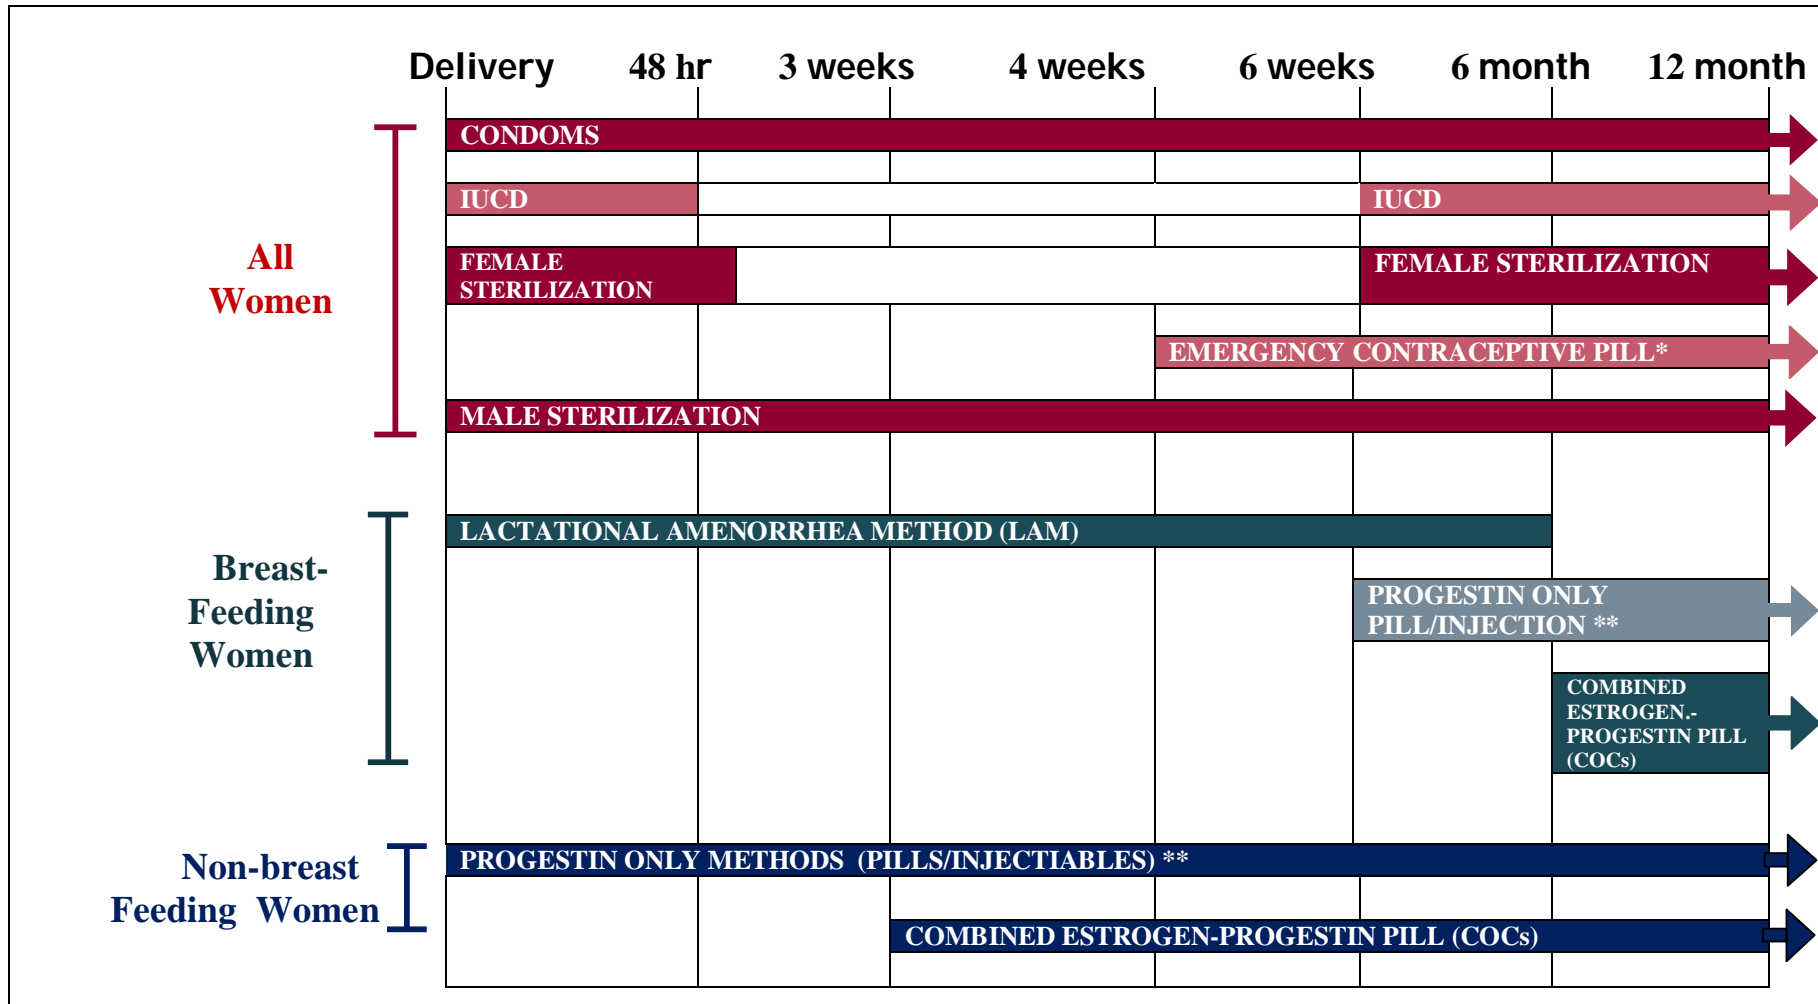 Delivery 48 hr 3 weeks 4 weeks 6 weeks 6 month 12 month
All
Women
CONDOMS
IUCD
IUCD
FEMALE
STERILIZATION
FEMALE STERILIZATION
EMERGENCY CONTRACEPTIVE PILL*
MALE STERILIZATION
Breast-
Feeding
Women
LACTATIONAL AMENORRHEA METHOD (LAM)
PROGESTIN ONLY
PILL/INJECTION **
COMBINED
ESTROGEN.-
PROGESTIN PILL
(COCs)
Non-breast
Feeding Women
PROGESTIN ONLY METHODS (PILLS/INJECTIABLES) **
COMBINED ESTROGEN-PROGESTIN PILL (COCs)